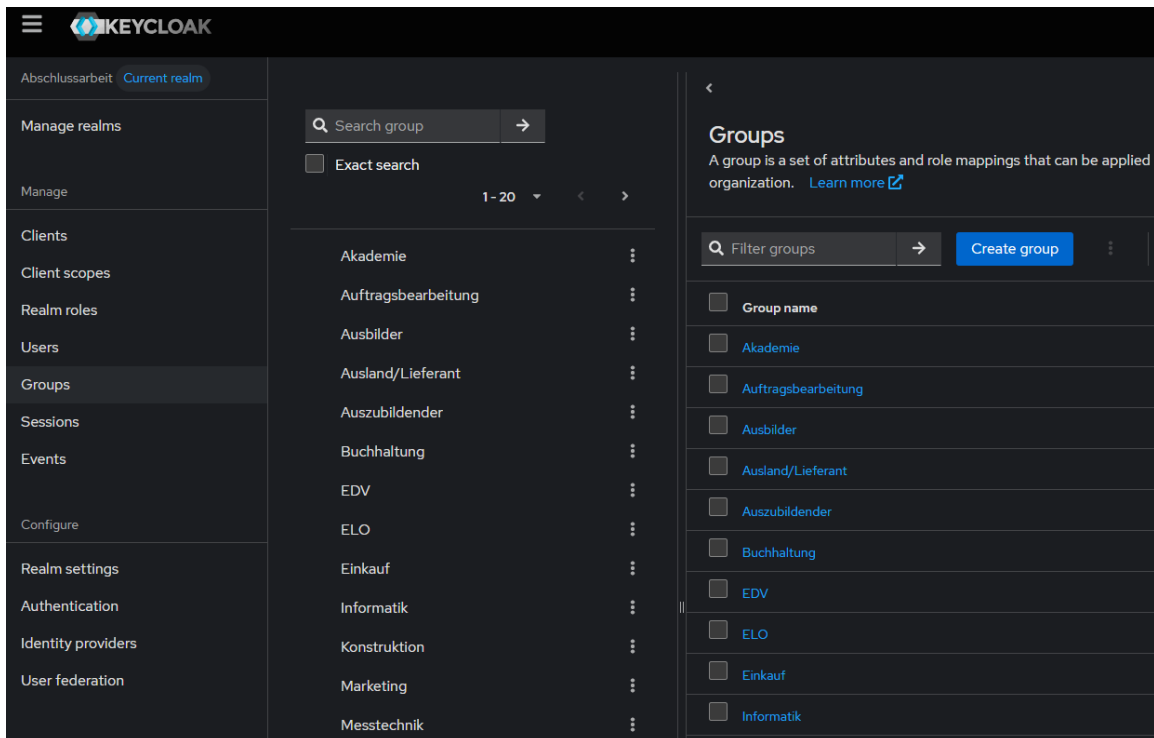 KEYCLOAK
Abschlussarbeit Current realm
Manage realms
Manage
Clients
Client scopes
Realm roles
Users
Groups
Sessions
Events
Configure
Realm settings
Authentication
Identity providers
User federation
Search group
Exact search
1 - 20
Akademie
Auftragsbearbeitung
Ausbilder
Ausland/Lieferant
Auszubildender
Buchhaltung
EDV
ELO
Einkauf
Informatik
Konstruktion
Marketing
Messtechnik
Groups
A group is a set of attributes and role mappings that can be applied
organization. Learn more
Filter groups
Create group
Group name
Akademie
Auftragsbearbeitung
Ausbilder
Ausland/Lieferant
Auszubildender
Buchhaltung
EDV
ELO
Einkauf
Informatik